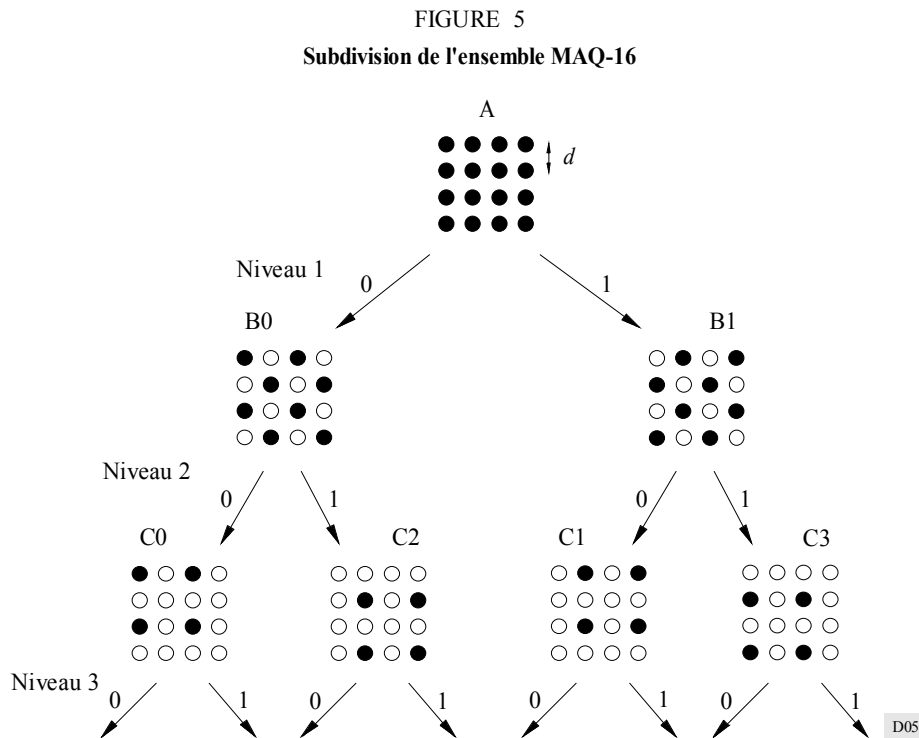 FIGURE 5
Subdivision de l'ensemble MAQ-16
A
d
Niveau 1
0
1
B0
B1
Niveau 2
0
1
0
1
C0
C2
C1
C3
Niveau 3
0
1
0
1
0
1
0
1
D05